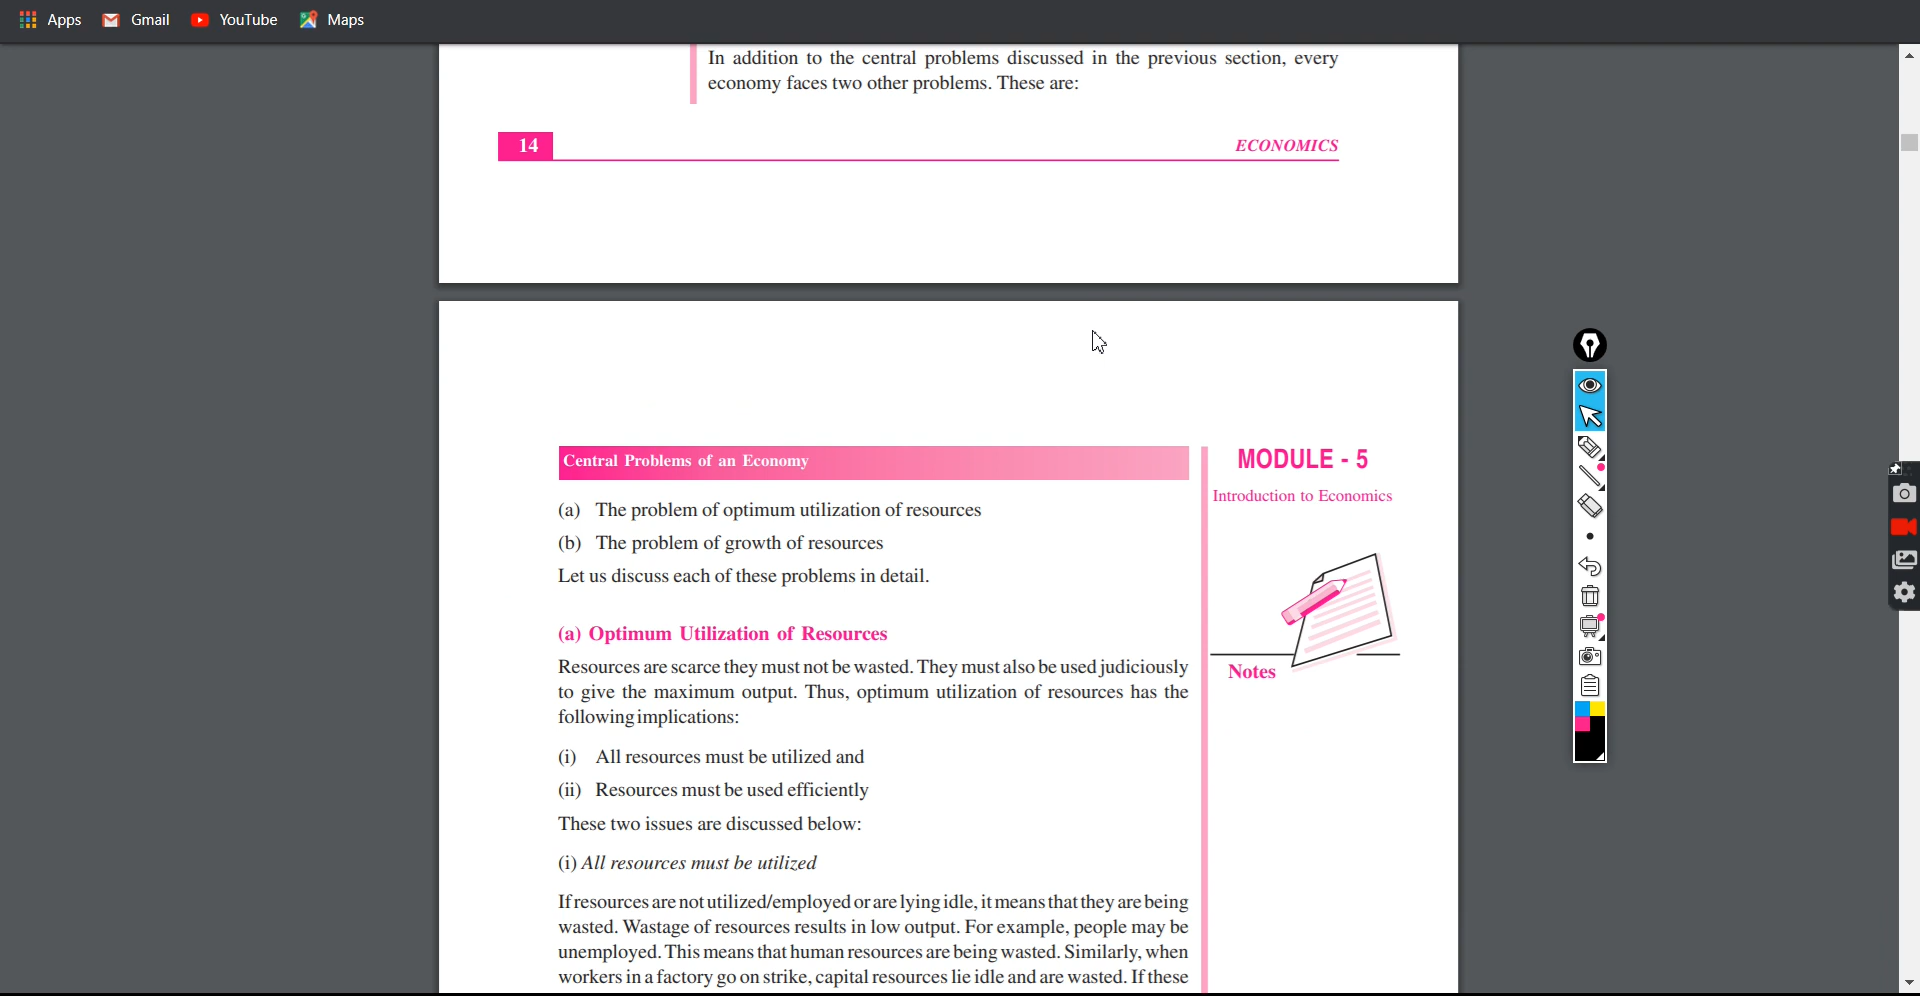 Apps Gmail YouTube Maps
In addition to the central problems discussed in the previous section, every
economy faces two other problems. These are:
14 ECONOMICS
Central Problems of an Economy
(a) The problem of optimum utilization of resources
(b) The problem of growth of resources
Let us discuss each of these problems in detail.
(a) Optimum Utilization of Resources
Resources are scarce they must not be wasted. They must also be used judiciously
to give the maximum output. Thus, optimum utilization of resources has the
following implications:
(i) All resources must be utilized and
(ii) Resources must be used efficiently
These two issues are discussed below:
(i) All resources must be utilized
If resources are not utilized/employed or are lying idle, it means that they are being
wasted. Wastage of resources results in low output. For example, people may be
unemployed. This means that human resources are being wasted. Similarly, when
workers in a factory go on strike, capital resources lie idle and are wasted. If these
MODULE - 5
Introduction to Economics
Notes